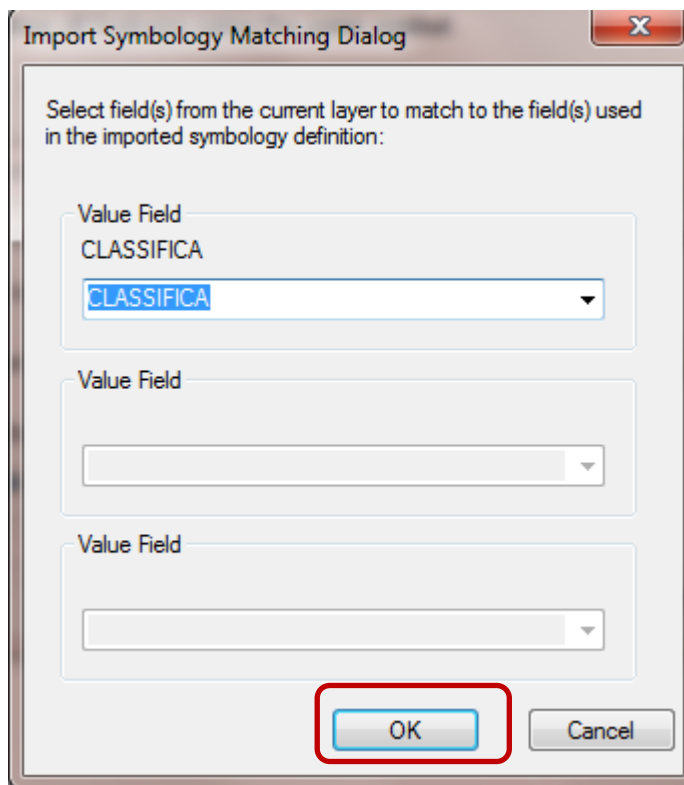 Import Symbology Matching Dialog
Select field(s) from the current layer to match to the field(s) used
in the imported symbology definition:
Value Field
CLASSIFICA
CLASSIFICA
Value Field
Value Field
OK
Cancel